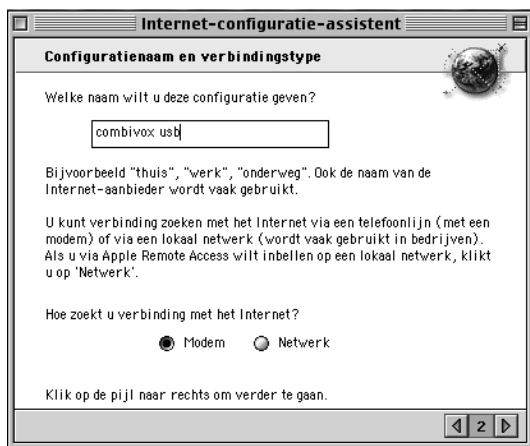 Internet-configuratie-assistent
Configuratienaam en verbindingstype
Welke naam wilt u deze configuratie geven?
combivox usb
Bijvoorbeeld "thuis", "werk", "onderweg". Ook de naam van de
Internet-aanbieder wordt vaak gebruikt.
U kunt verbinding zoeken met het Internet via een telefoonlijn (met een
modem) of via een lokaal netwerk (wordt vaak gebruikt in bedrijven).
Als u via Apple Remote Access wilt inbellen op een lokaal netwerk, klikt
u op 'Netwerk'.
Hoe zoekt u verbinding met het Internet?
Modem Netwerk
Klik op de pijl naar rechts om verder te gaan.
2